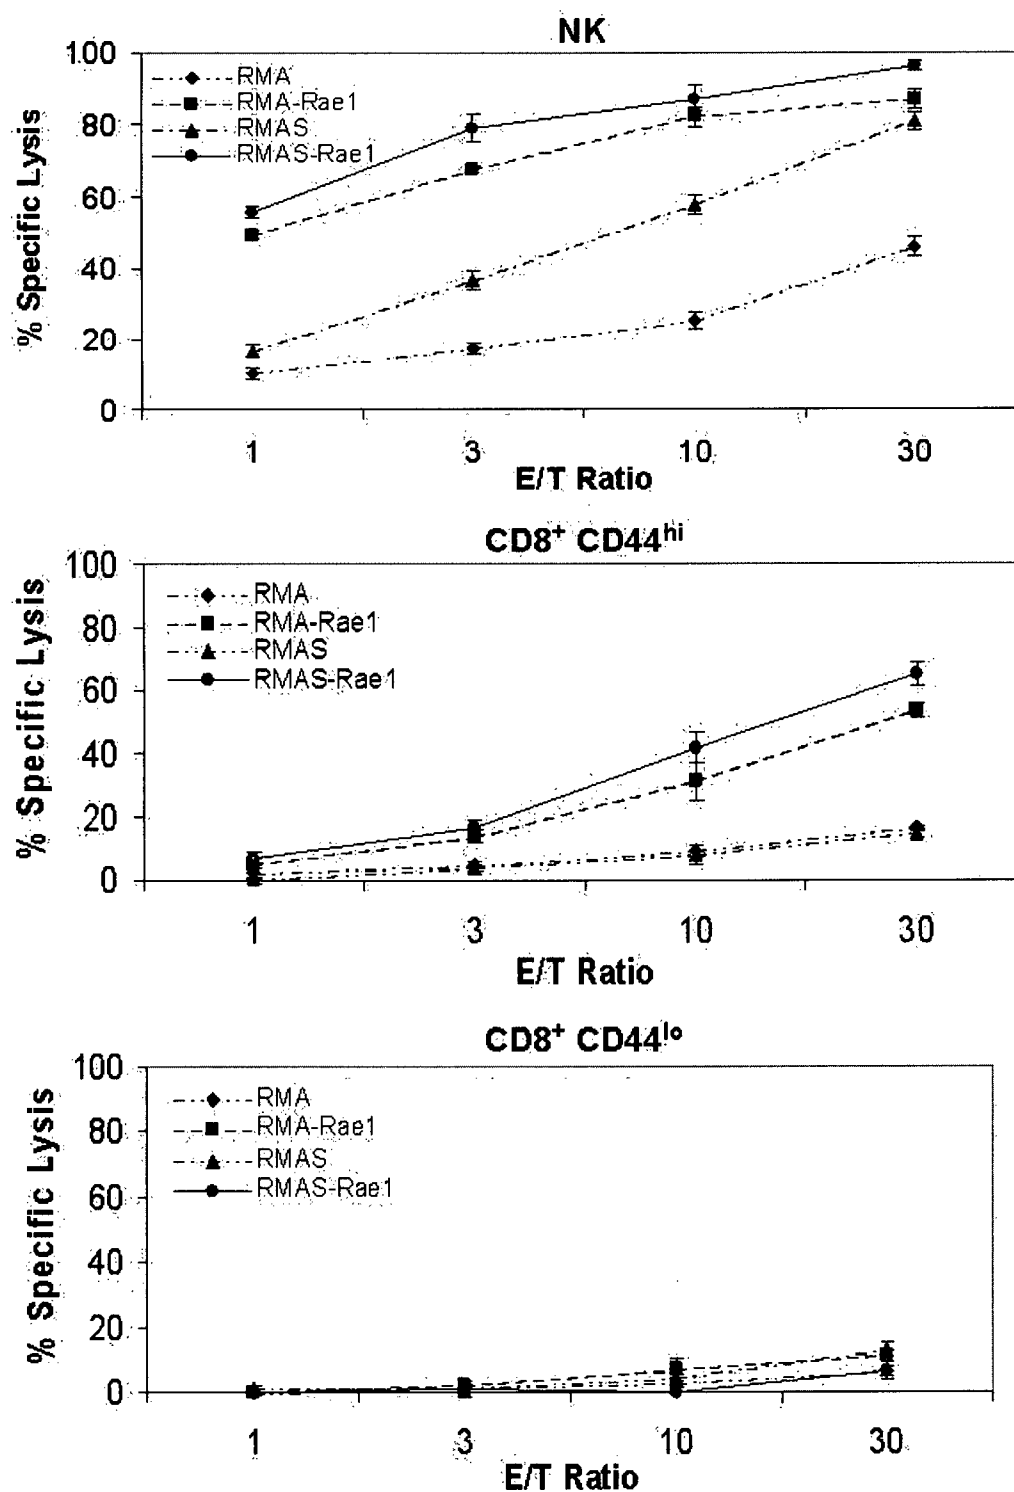 NK
% Specific Lysis
100
80
60
40
20
0
RMA
RMA-Rae1
RMAS
RMAS-Rae1
1 3 10 30
E/T Ratio
CD8+ CD44hi
% Specific Lysis
100
80
60
40
20
0
RMA
RMA-Rae1
RMAS
RMAS-Rae1
1 3 10 30
E/T Ratio
CD8+ CD44lo
% Specific Lysis
100
80
60
40
20
0
RMA
RMA-Rae1
RMAS
RMAS-Rae1
1 3 10 30
E/T Ratio